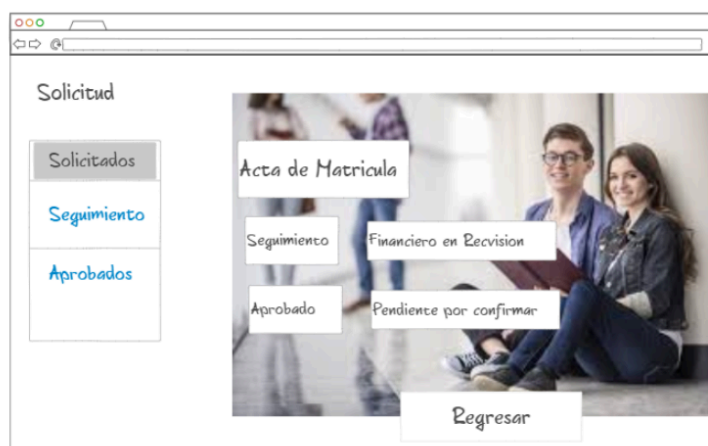 Solicitud
Solicitados
Seguimiento
Aprobados
Acta de Matricula
Seguimiento
Financiero en Recvision
Aprobado
Pendiente por confirmar
Regresar